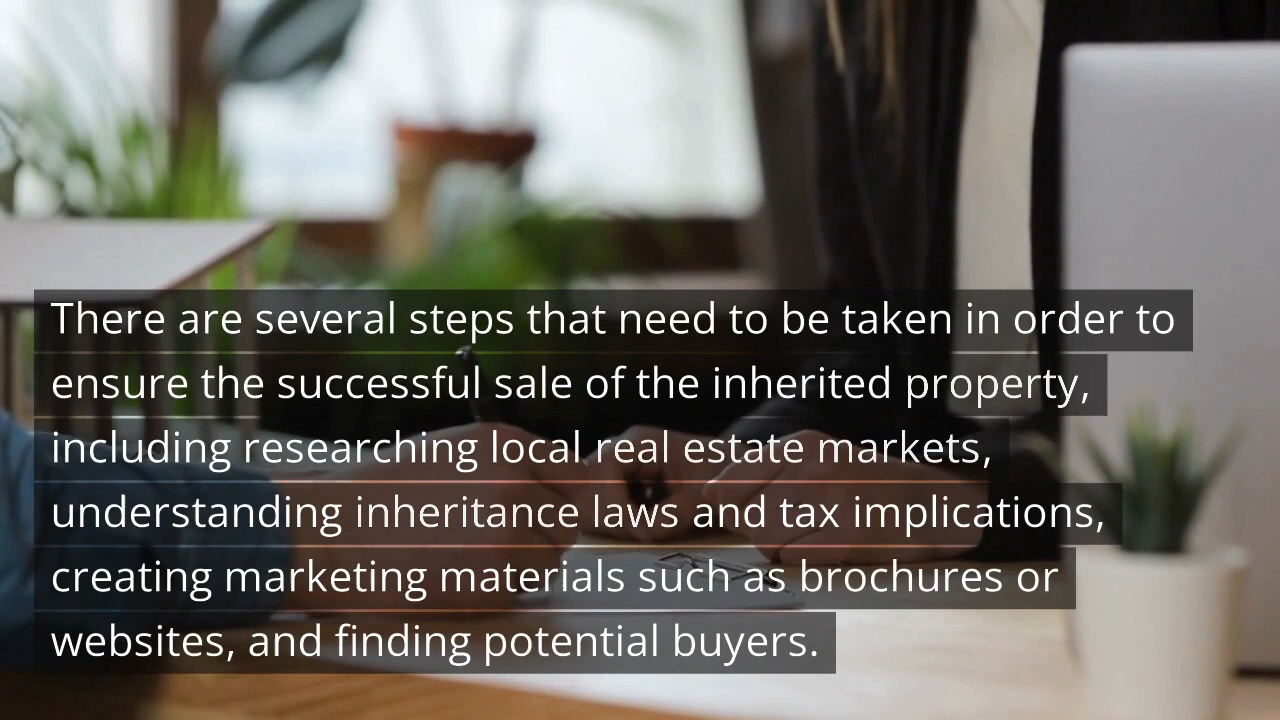 There are several steps that need to be taken in order to
ensure the successful sale of the inherited property,
including researching local real estate markets,
understanding inheritance laws and tax implications,
creating marketing materials such as brochures or
websites, and finding potential buyers.